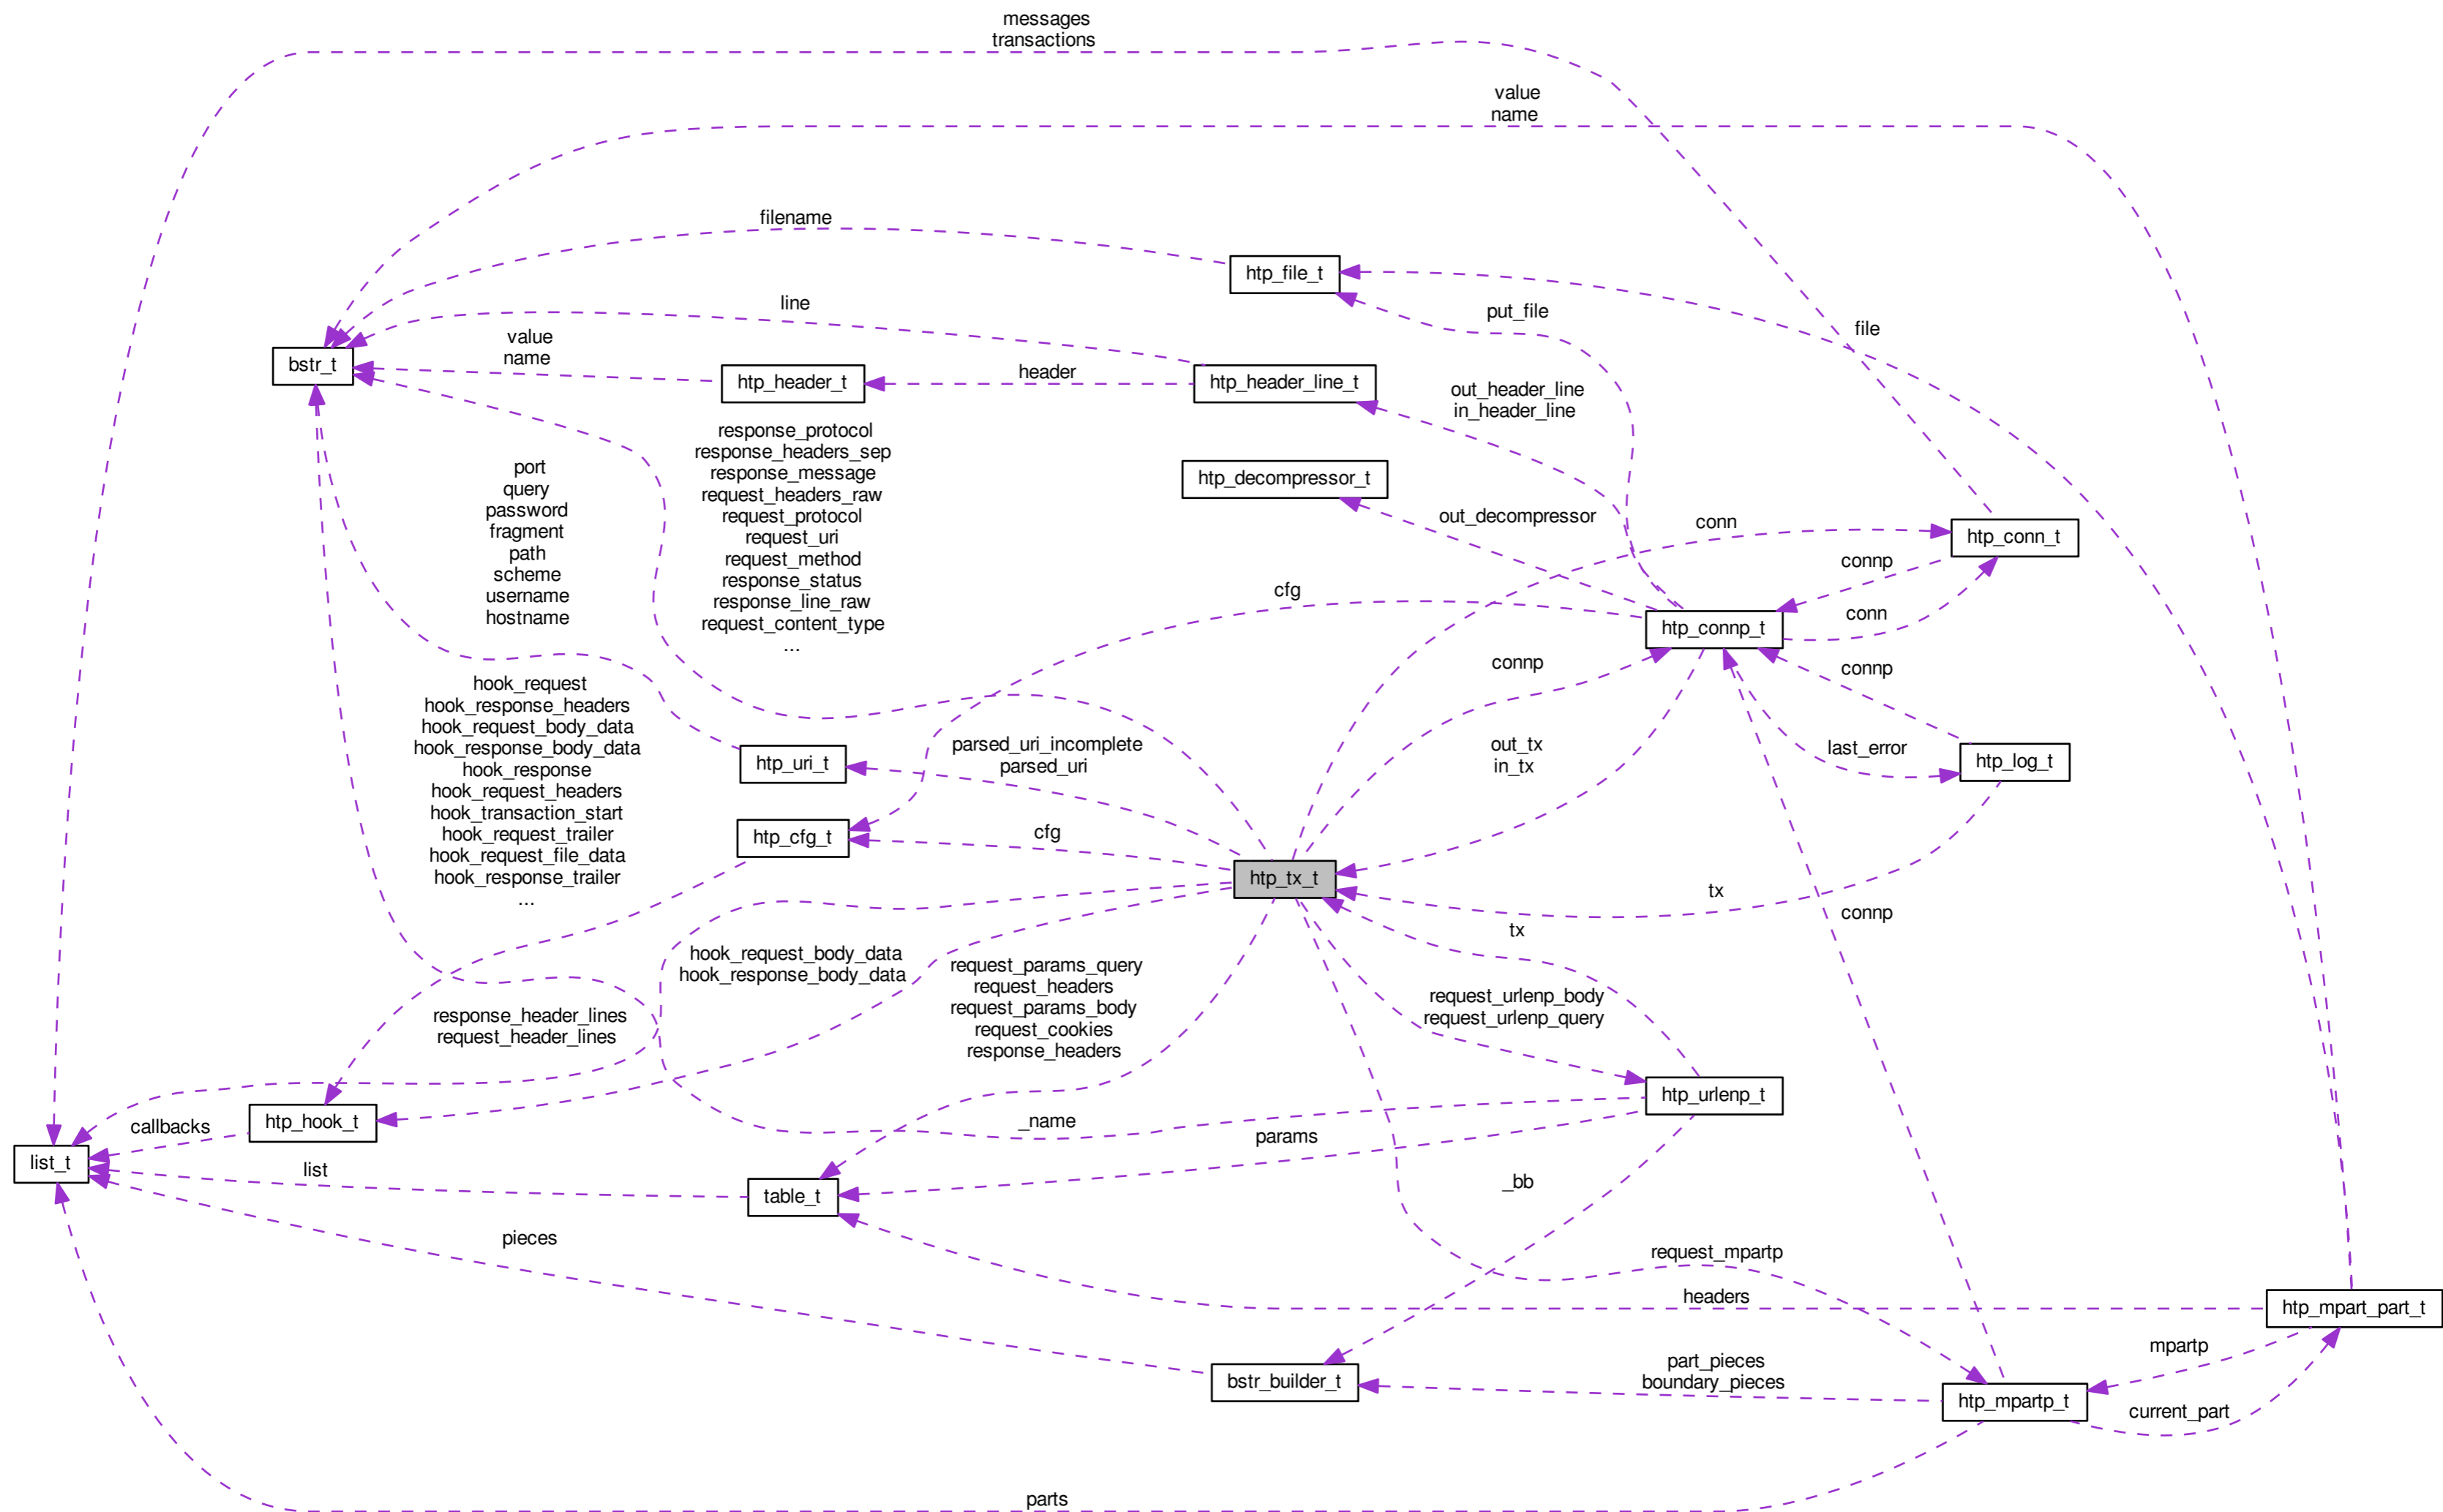 messages
transactions
value
name
filename
htp_file_t
line
put_file
file
bstr_t
value
name
htp_header_t
header
htp_header_line_t
out_header_line
in_header_line
response_protocol
response_headers_sep
response_message
request_headers_raw
request_protocol
request_uri
request_method
response_status
response_line_raw
request_content_type
...
port
query
password
fragment
path
scheme
username
hostname
htp_decompressor_t
out_decompressor
conn
htp_conn_t
connp
cfg
conn
htp_connp_t
connp
connp
hook_request
hook_response_headers
hook_request_body_data
hook_response_body_data
hook_response
hook_request_headers
hook_transaction_start
hook_request_trailer
hook_request_file_data
hook_response_trailer
...
htp_uri_t
parsed_uri_incomplete
parsed_uri
out_tx
in_tx
last_error
htp_log_t
htp_cfg_t
cfg
htp_tx_t
tx
connp
tx
hook_request_body_data
hook_response_body_data
request_params_query
request_headers
request_params_body
request_cookies
response_headers
request_urlenp_body
request_urlenp_query
response_header_lines
request_header_lines
htp_urlenp_t
htp_hook_t
callbacks
_name
params
list_t
list
table_t
_bb
pieces
request_mpartp
headers
htp_mpart_part_t
mpartp
bstr_builder_t
part_pieces
boundary_pieces
htp_mpartp_t
current_part
parts